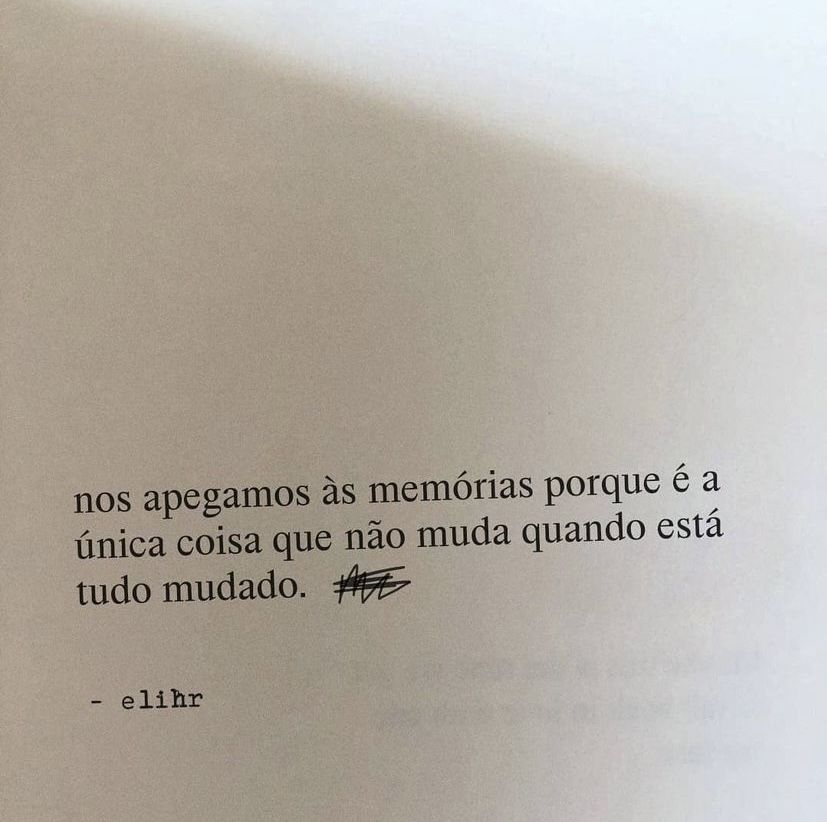 nos apegamos às memórias porque é a
única coisa que não muda quando está
tudo mudado.
- elihr